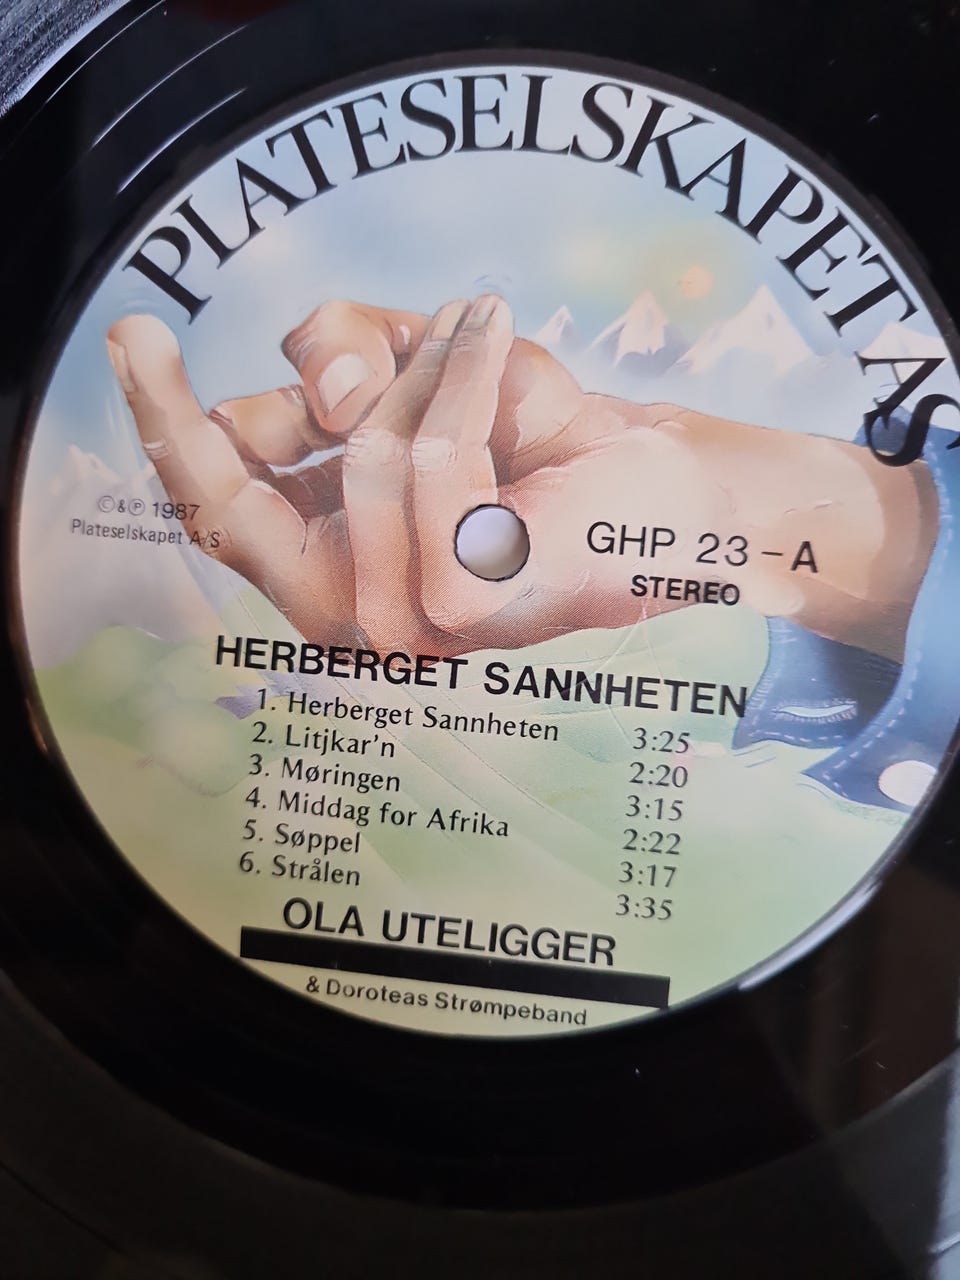 PLATESELSKAPET AS
©&℗ 1987
Plateselskapet A/S
GHP 23-A
STEREO
HERBERGET SANNHETEN
1. Herberget Sannheten 3:25
2. Litjkar'n 2:20
3. Møringen 3:15
4. Middag for Afrika 2:22
5. Søppel 3:17
6. Strålen 3:35
OLA UTELIGGER
& Doroteas Strømpeband